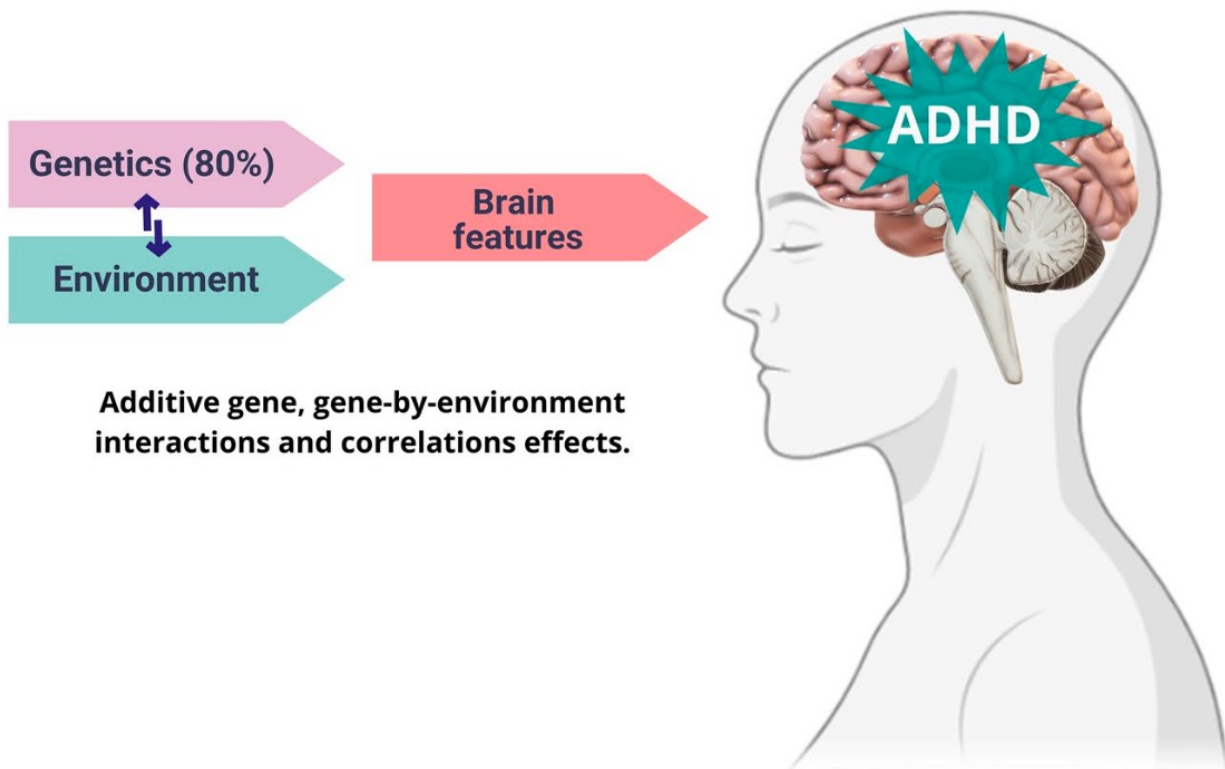 Genetics (80%)
Environment
Brain
features
ADHD
Additive gene, gene-by-environment
interactions and correlations effects.